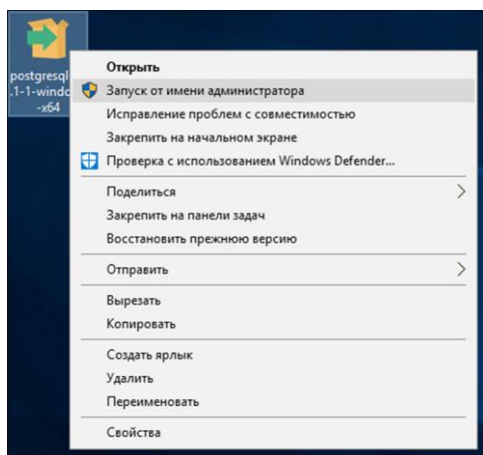 postgresql
.1-1-windo
-x64
Открыть
Запуск от имени администратора
Исправление проблем с совместимостью
Закрепить на начальном экране
Проверка с использованием Windows Defender...
Поделиться
Закрепить на панели задач
Восстановить прежнюю версию
Отправить
Вырезать
Копировать
Создать ярлык
Удалить
Переименовать
Свойства